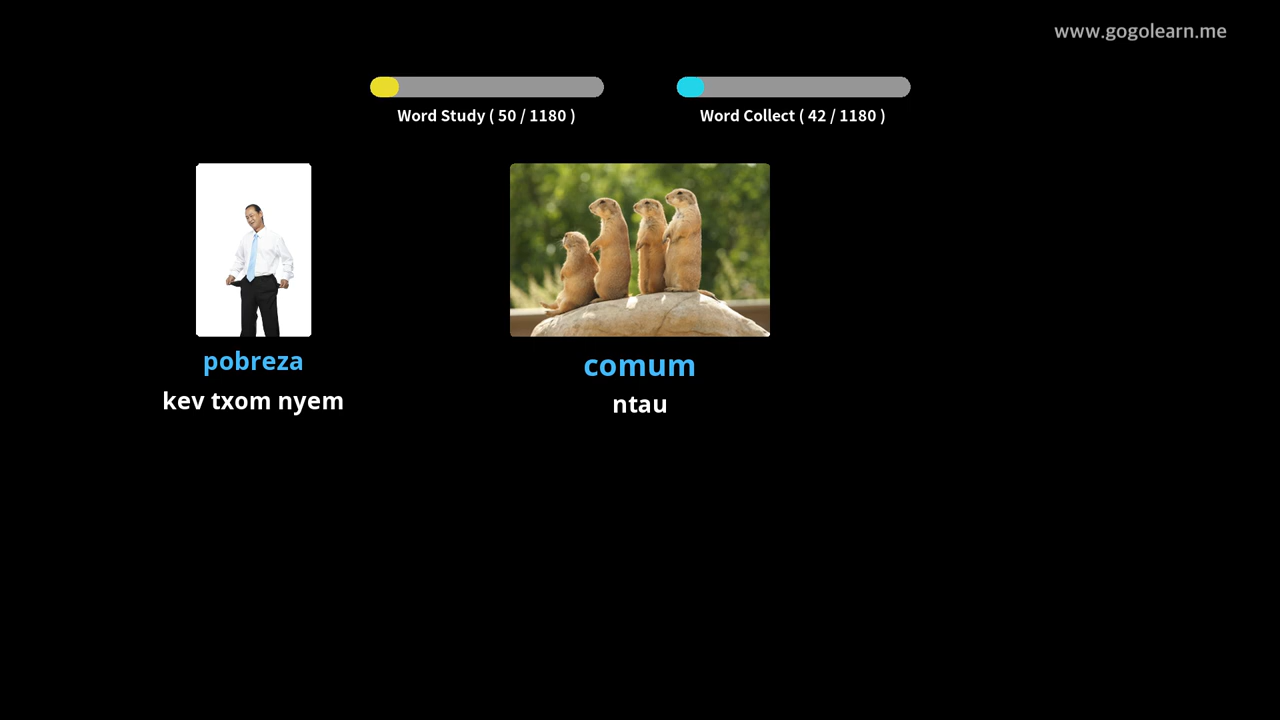 www.gogolearn.me
Word Study ( 50 / 1180 )
Word Collect ( 42 / 1180 )
pobreza
kev txom nyem
comum
ntau